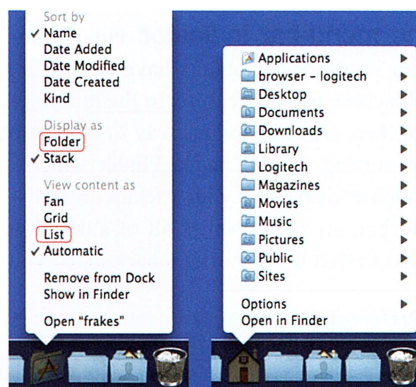 Sort by
✓ Name
Date Added
Date Modified
Date Created
Kind
Display as
Folder
✓ Stack
View content as
Fan
Grid
List
✓ Automatic
Remove from Dock
Show in Finder
Open “frakes”
Applications
browser – logitech
Desktop
Documents
Downloads
Library
Logitech
Magazines
Movies
Music
Pictures
Public
Sites
Options
Open in Finder